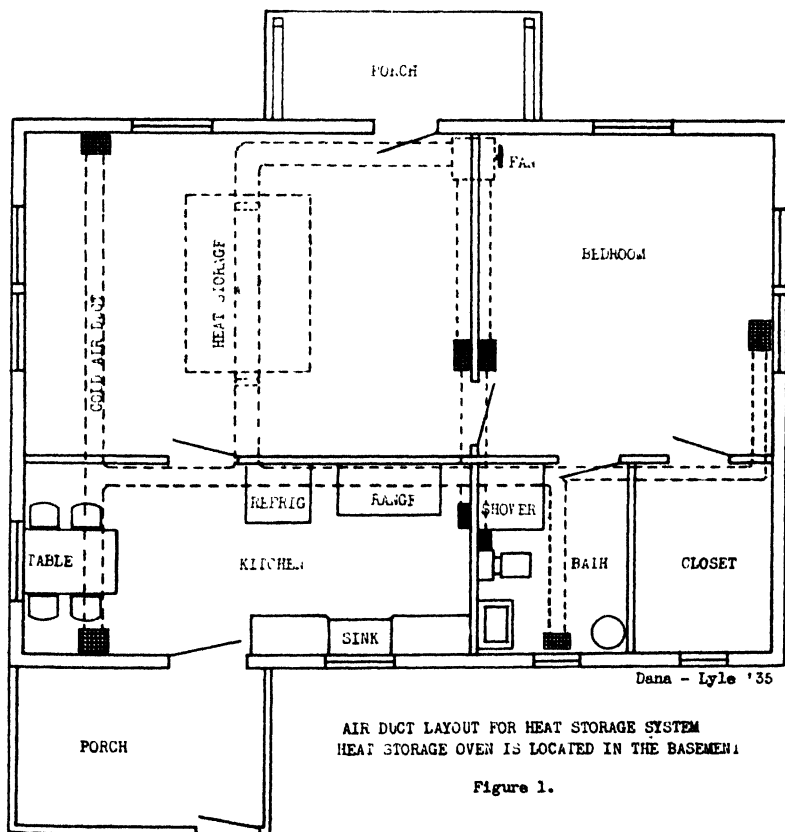 PORCH
FAN
BEDROOM
HEAT STORAGE
COLD AIR DUCT
REFRIG
RANGE
SHOWER
TABLE
KITCHEN
BATH
CLOSET
SINK
Dana - Lyle '35
PORCH
AIR DUCT LAYOUT FOR HEAT STORAGE SYSTEM
HEAT STORAGE OVEN IS LOCATED IN THE BASEMENT
Figure 1.